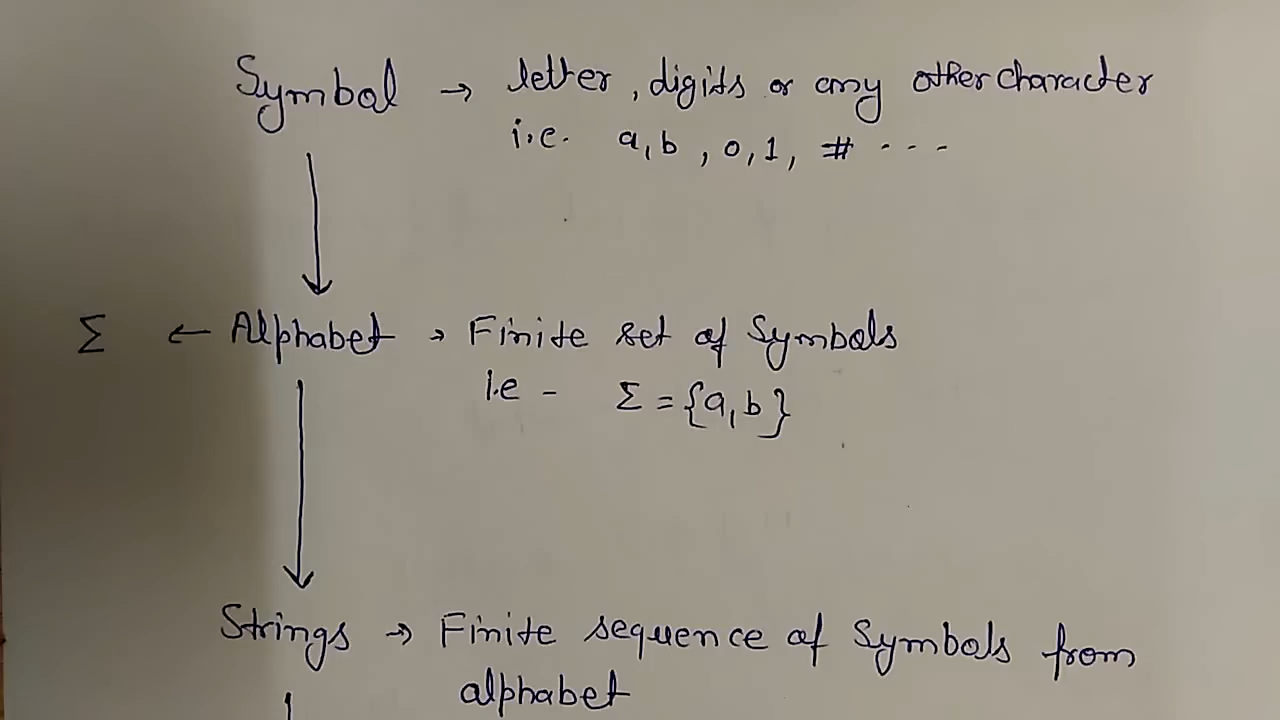 Symbol → letter, digits or any other character
i.e. a, b, 0, 1, # ---
Σ ← Alphabet → Finite set of Symbols
i.e - Σ = {a, b}
Strings → Finite sequence of Symbols from
alphabet